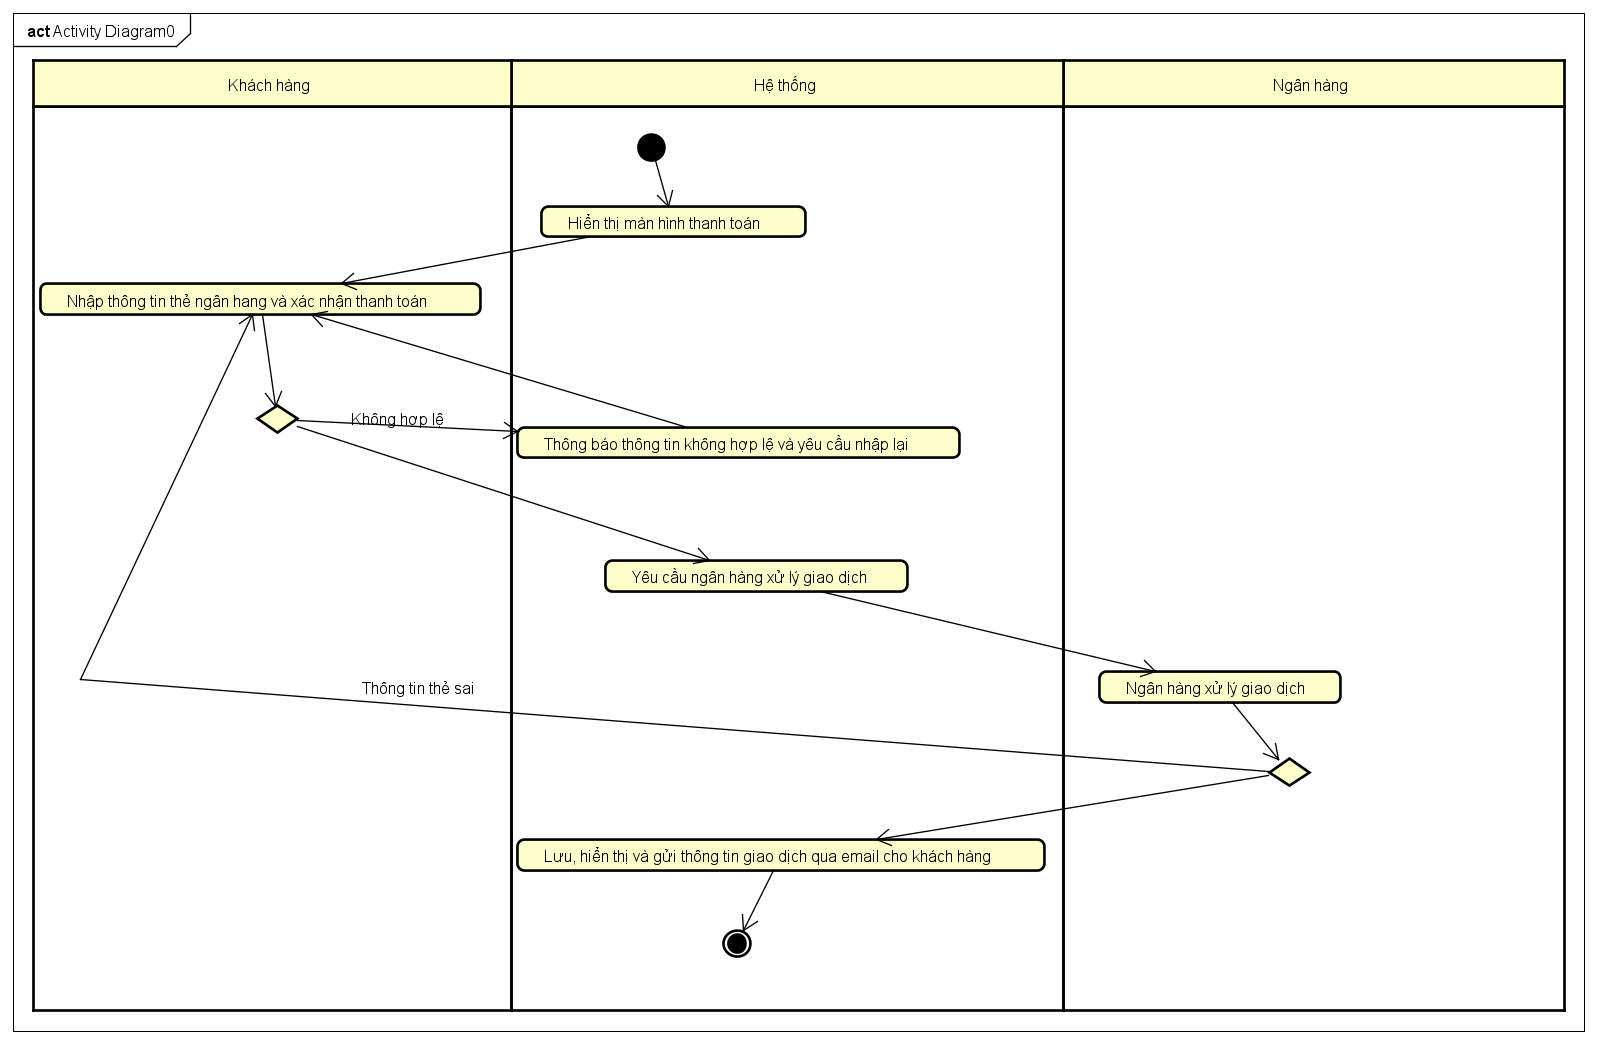 act Activity Diagram0
Khách hàng
Hệ thống
Ngân hàng
Hiển thị màn hình thanh toán
Nhập thông tin thẻ ngân hang và xác nhận thanh toán
Không hợp lệ
Thông báo thông tin không hợp lệ và yêu cầu nhập lại
Yêu cầu ngân hàng xử lý giao dịch
Thông tin thẻ sai
Ngân hàng xử lý giao dịch
Lưu, hiển thị và gửi thông tin giao dịch qua email cho khách hàng